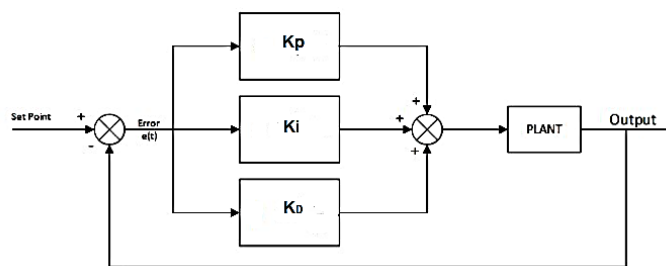 Kp
Set Point
+
-
Error
e(t)
Ki
+
+
+
PLANT
Output
KD